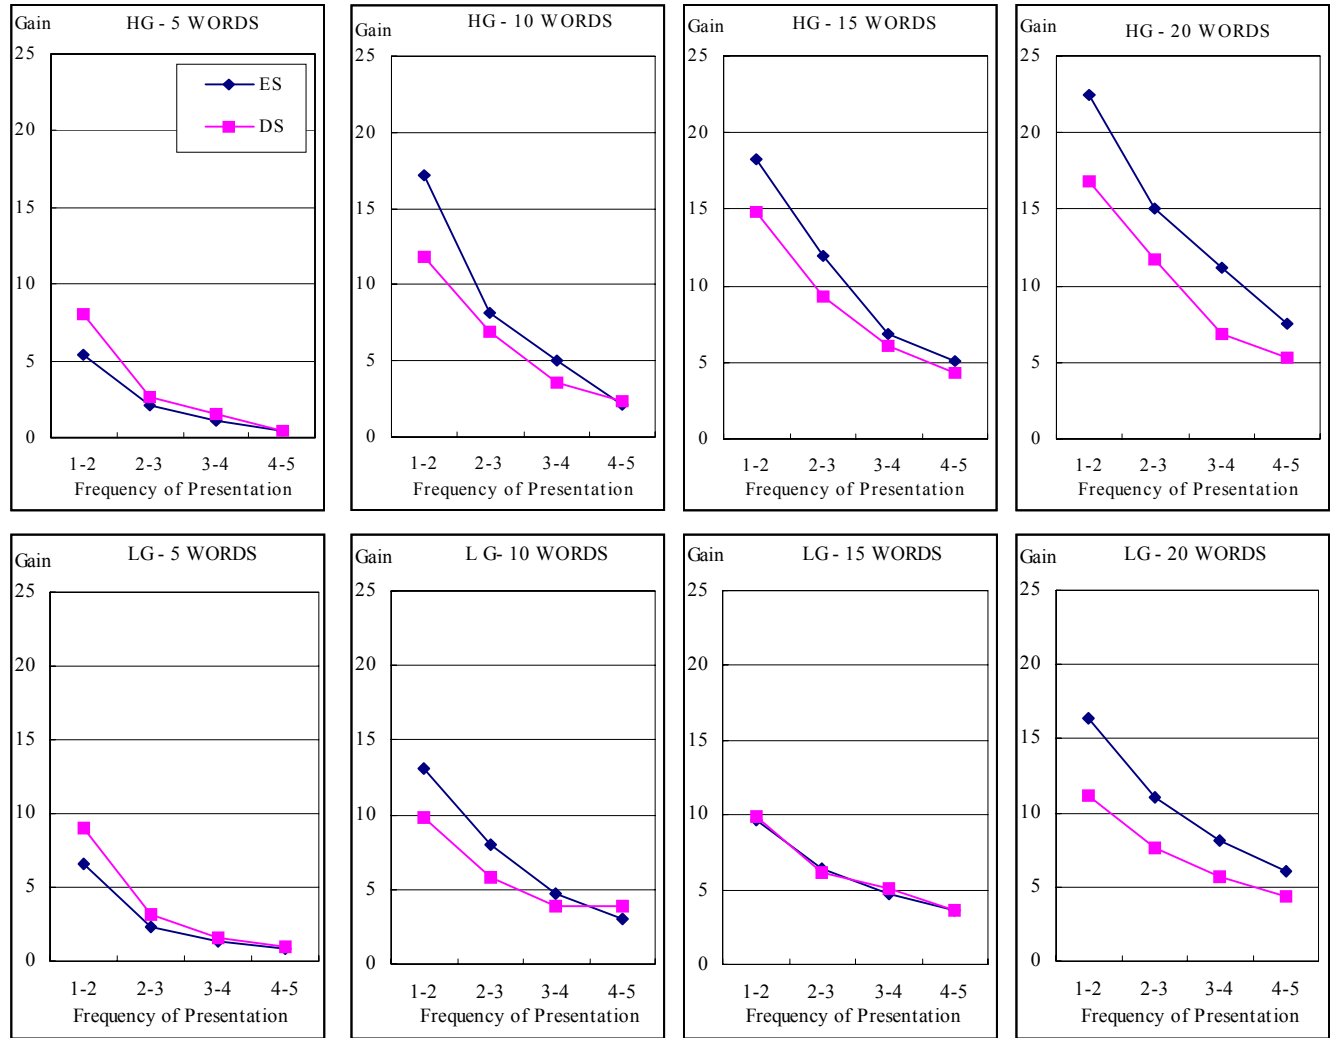 Gain HG - 5 WORDS
25
20
15
10
5
0
ES
DS
1-2 2-3 3-4 4-5
Frequency of Presentation
Gain HG - 10 WORDS
25
20
15
10
5
0
1-2 2-3 3-4 4-5
Frequency of Presentation
Gain HG - 15 WORDS
25
20
15
10
5
0
1-2 2-3 3-4 4-5
Frequency of Presentation
Gain HG - 20 WORDS
25
20
15
10
5
0
1-2 2-3 3-4 4-5
Frequency of Presentation
Gain LG - 5 WORDS
25
20
15
10
5
0
1-2 2-3 3-4 4-5
Frequency of Presentation
Gain L G- 10 WORDS
25
20
15
10
5
0
1-2 2-3 3-4 4-5
Frequency of Presentation
Gain LG - 15 WORDS
25
20
15
10
5
0
1-2 2-3 3-4 4-5
Frequency of Presentation
Gain LG - 20 WORDS
25
20
15
10
5
0
1-2 2-3 3-4 4-5
Frequency of Presentation